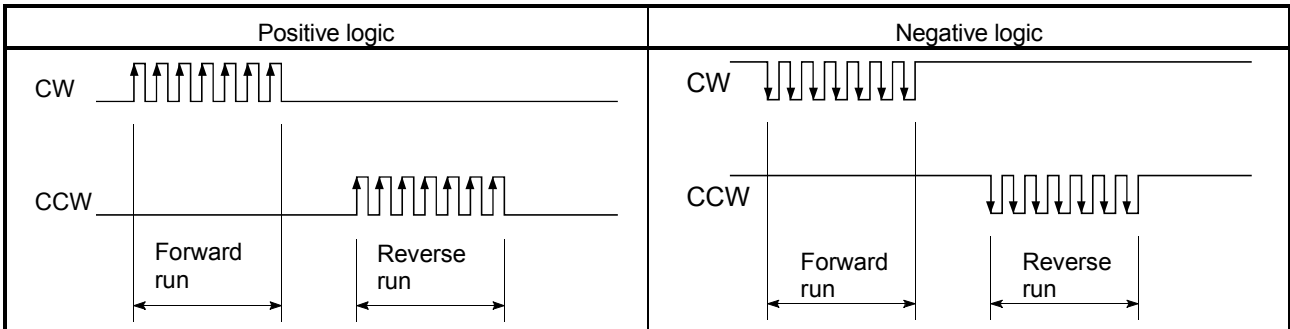 Positive logic
Negative logic
CW
CCW
Forward
run
Reverse
run
CW
CCW
Forward
run
Reverse
run